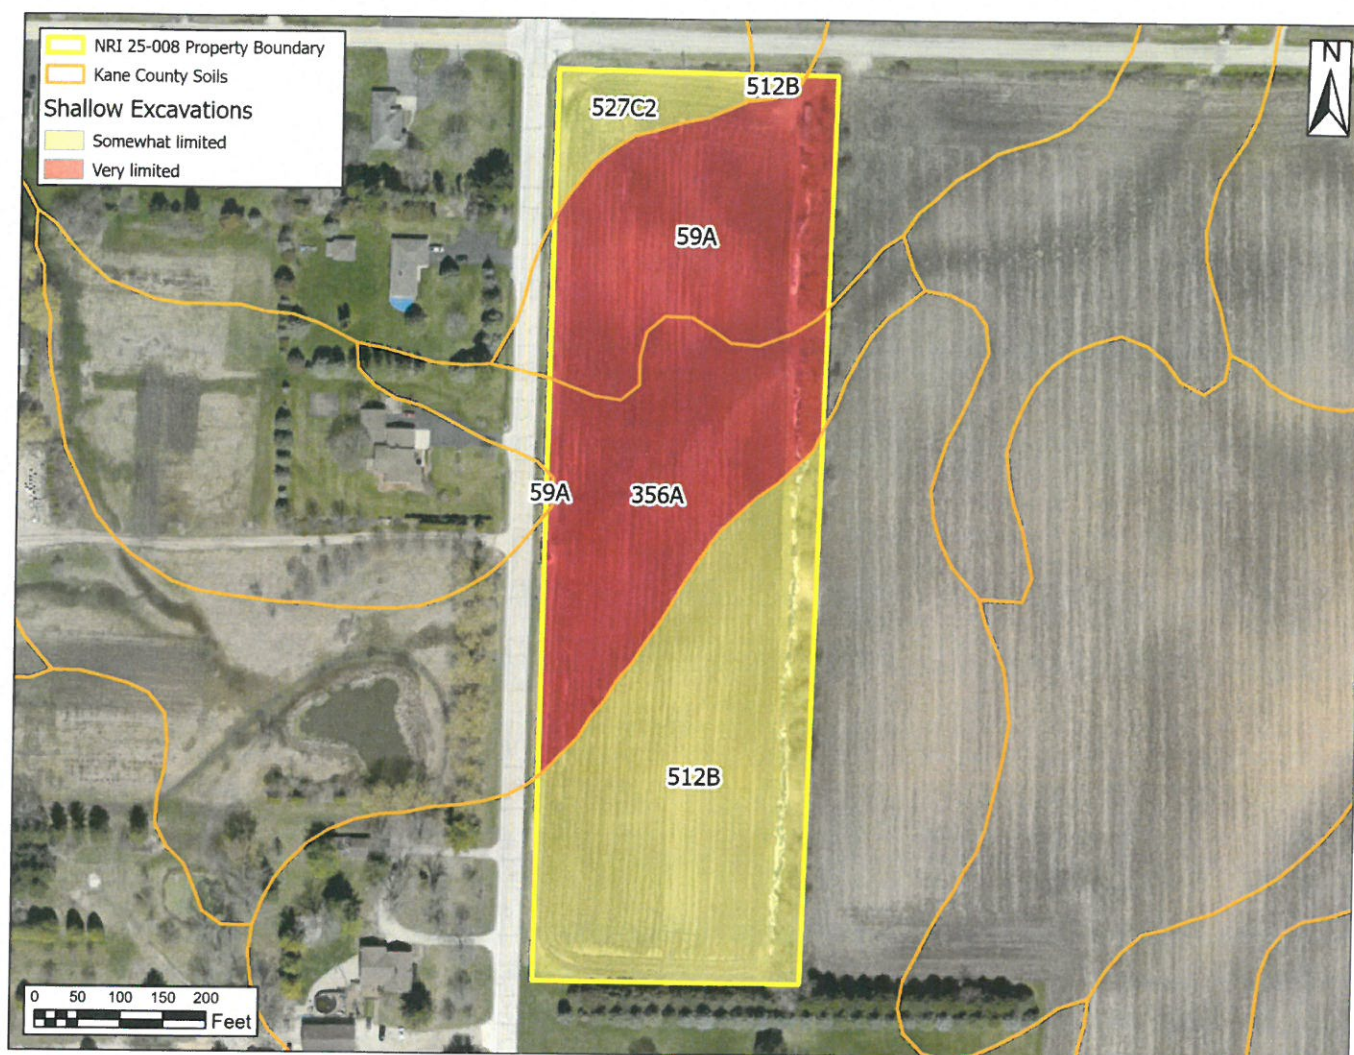 NRI 25-008 Property Boundary
Kane County Soils
Shallow Excavations
Somewhat limited
Very limited
N
512B
527C2
59A
59A
356A
512B
0 50 100 150 200
Feet